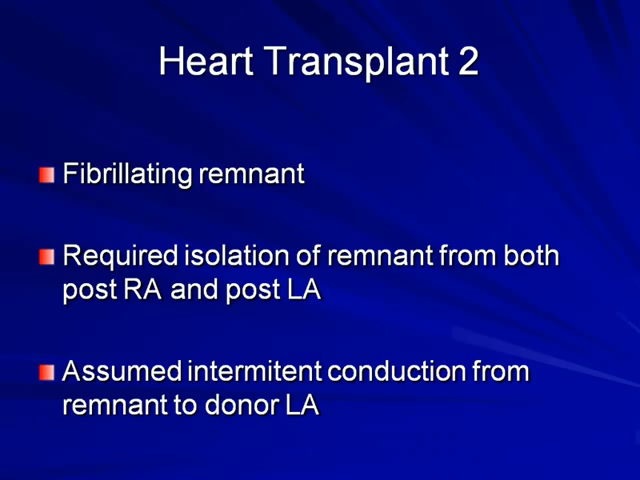 Heart Transplant 2
Fibrillating remnant
Required isolation of remnant from both
post RA and post LA
Assumed intermitent conduction from
remnant to donor LA